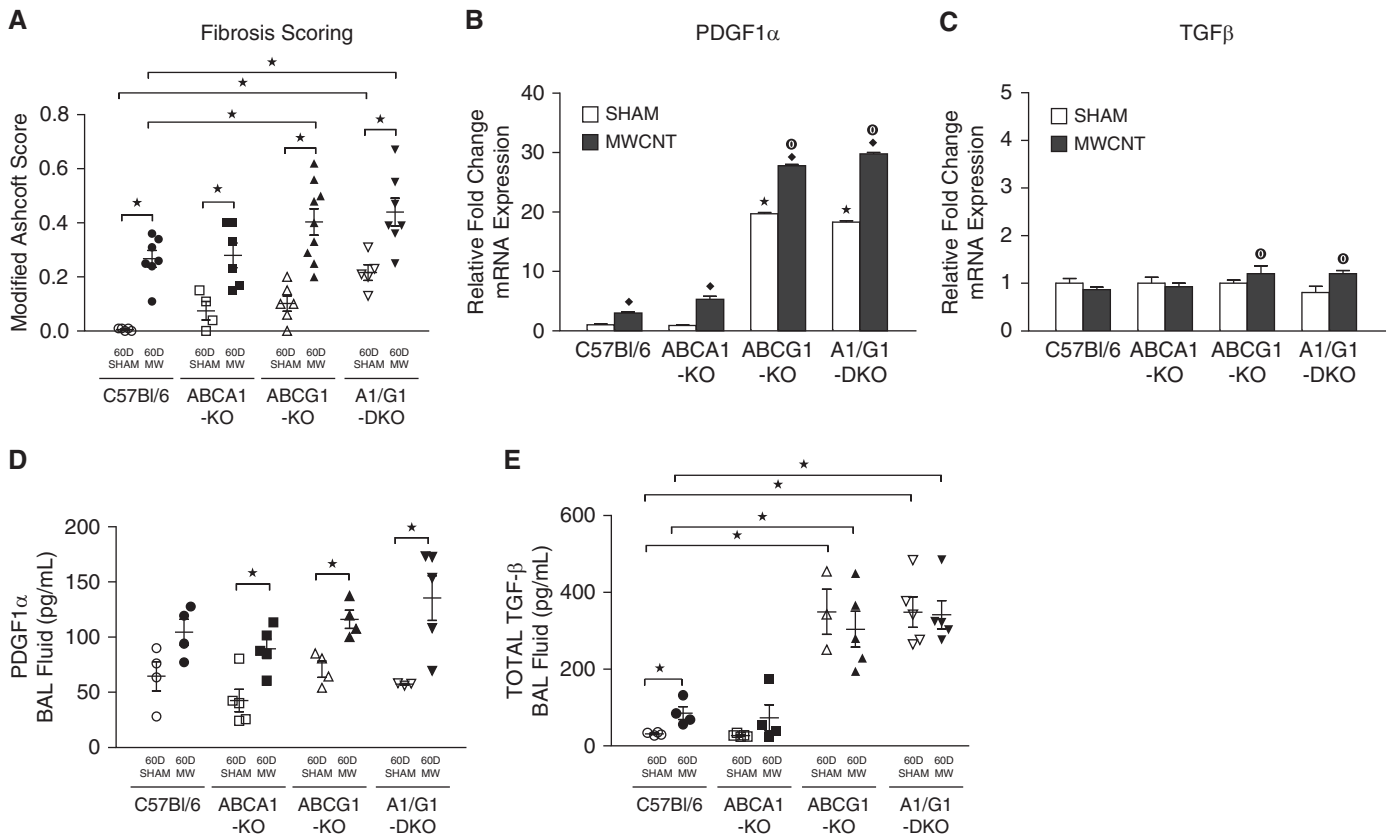 A
Fibrosis Scoring
Modified Ashcoft Score
0.8
0.6
0.4
0.2
0.0
60D SHAM
60D MW
60D SHAM
60D MW
60D SHAM
60D MW
60D SHAM
60D MW
C57Bl/6
ABCA1 -KO
ABCG1 -KO
A1/G1 -DKO
B
PDGF1α
Relative Fold Change
mRNA Expression
40
30
20
10
0
SHAM
MWCNT
C57Bl/6
ABCA1 -KO
ABCG1 -KO
A1/G1 -DKO
C
TGFβ
Relative Fold Change
mRNA Expression
5
4
3
2
1
0
SHAM
MWCNT
C57Bl/6
ABCA1 -KO
ABCG1 -KO
A1/G1 -DKO
D
PDGF1α
BAL Fluid (pg/mL)
200
150
100
50
0
60D SHAM
60D MW
60D SHAM
60D MW
60D SHAM
60D MW
60D SHAM
60D MW
C57Bl/6
ABCA1 -KO
ABCG1 -KO
A1/G1 -DKO
E
TOTAL TGF-β
BAL Fluid (pg/mL)
600
400
200
0
60D SHAM
60D MW
60D SHAM
60D MW
60D SHAM
60D MW
60D SHAM
60D MW
C57Bl/6
ABCA1 -KO
ABCG1 -KO
A1/G1 -DKO